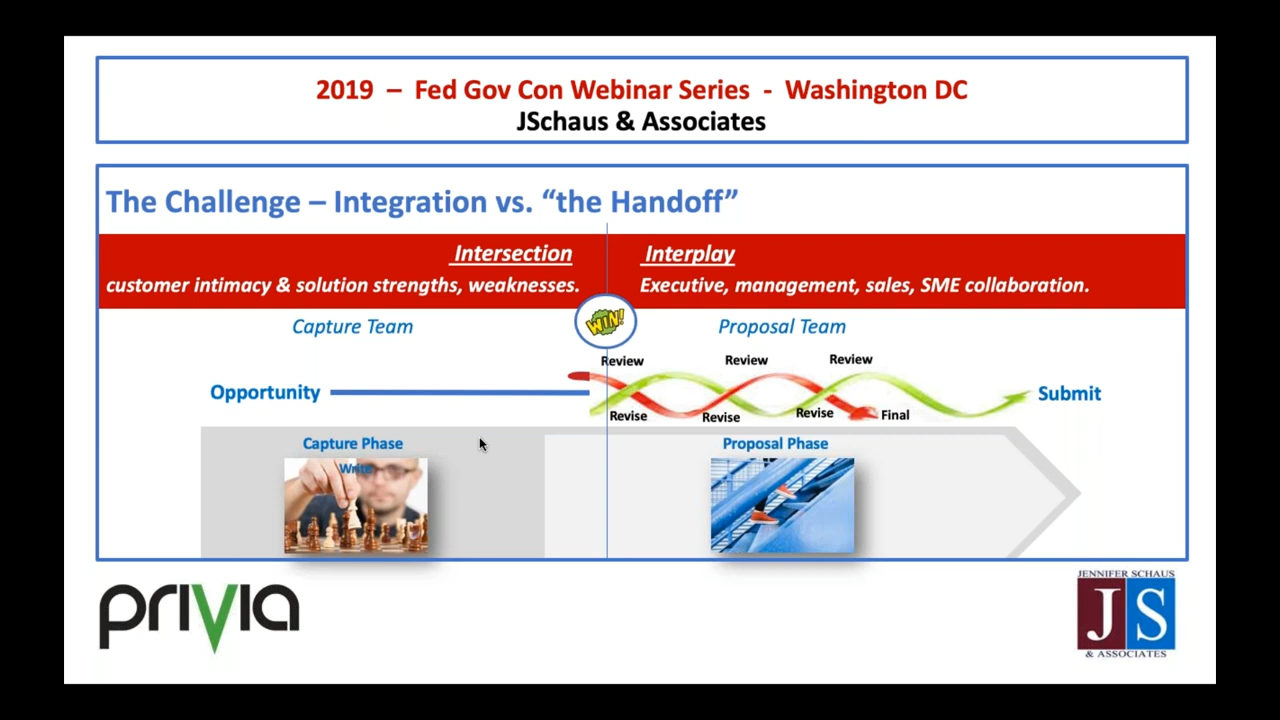 2019 – Fed Gov Con Webinar Series - Washington DC
JSchaus & Associates
The Challenge – Integration vs. “the Handoff”
Intersection
customer intimacy & solution strengths, weaknesses.
Interplay
Executive, management, sales, SME collaboration.
Capture Team
WIN!
Proposal Team
Review Review Review
Opportunity
Submit
Revise Revise Revise Final
Capture Phase
Write
Proposal Phase
privia
JENNIFER SCHAUS
JS
& ASSOCIATES